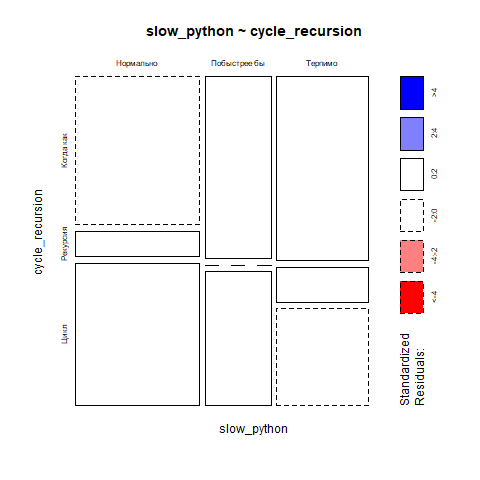 slow_python ~ cycle_recursion
Нормально
Побыстрее бы
Терпимо
Когда как
Рекурсия
Цикл
cycle_recursion
slow_python
>4
2:4
0:2
-2:0
-4:-2
<-4
Standardized
Residuals: